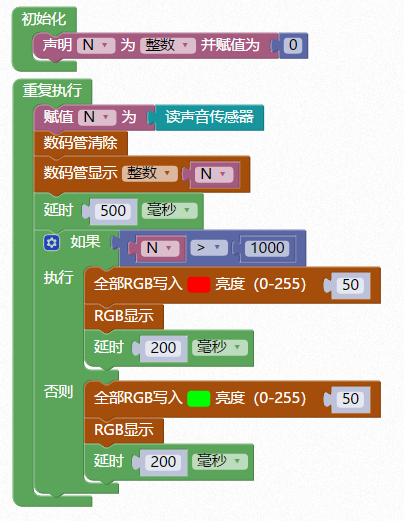 初始化
声明 N 为 整数 并赋值为 0
重复执行
赋值 N 为 读声音传感器
数码管清除
数码管显示 整数 N
延时 500 毫秒
如果 N > 1000
执行 全部RGB写入 亮度（0-255） 50
RGB显示
延时 200 毫秒
否则 全部RGB写入 亮度（0-255） 50
RGB显示
延时 200 毫秒